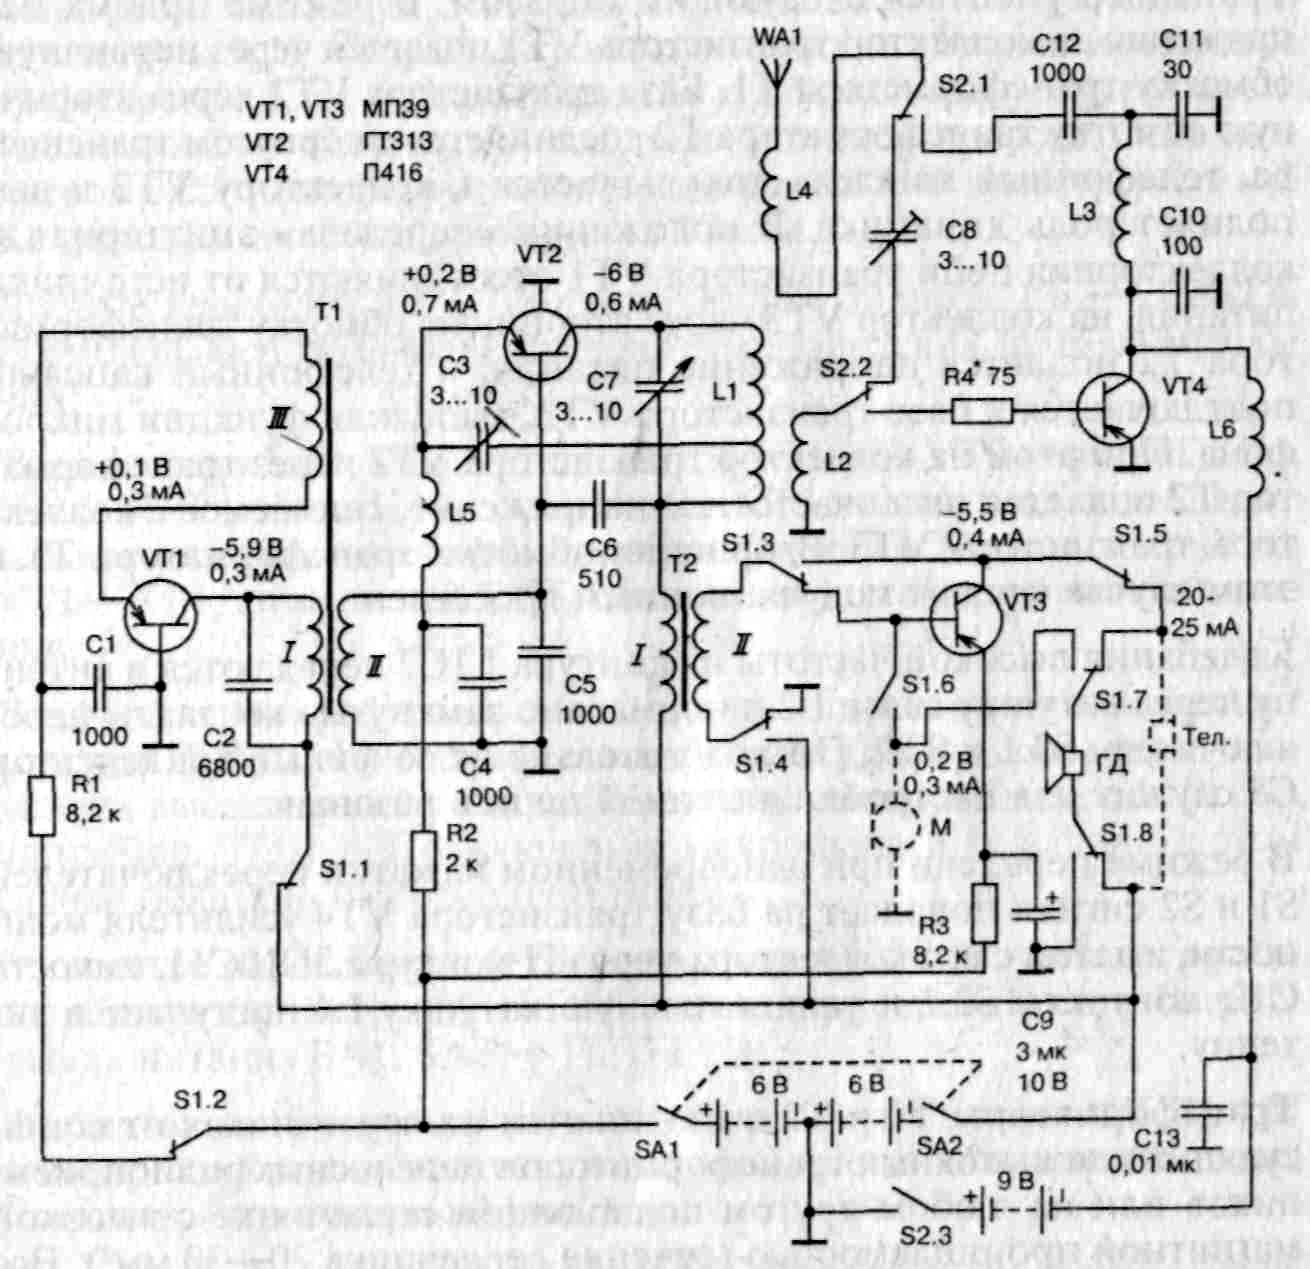 WA1
C12
1000
C11
30
S2.1
VT1, VT3 МП39
VT2 ГТ313
VT4 П416
L4
L3
C8
3...10
C10
100
VT2
+0,2 В
0,7 мА
−6 В
0,6 мА
T1
C3
3...10
C7
3...10
L1
S2.2
R4* 75
VT4
L6
III
+0,1 В
0,3 мА
L5
L2
C6
510
−5,5 В
0,4 мА
S1.3
S1.5
VT1
−5,9 В
0,3 мА
T2
VT3
20-
25 мА
C1
1000
I
II
C5
1000
I
II
S1.6
S1.7
Тел.
C2
6800
C4
1000
S1.4
0,2 В
0,3 мА
ГД
R1
8,2 к
R2
2 к
М
S1.8
S1.1
R3
8,2 к
+
C9
3 мк
10 В
S1.2
6 В
6 В
SA1
+
-
+
-
SA2
C13
0,01 мк
9 В
+
-
S2.3